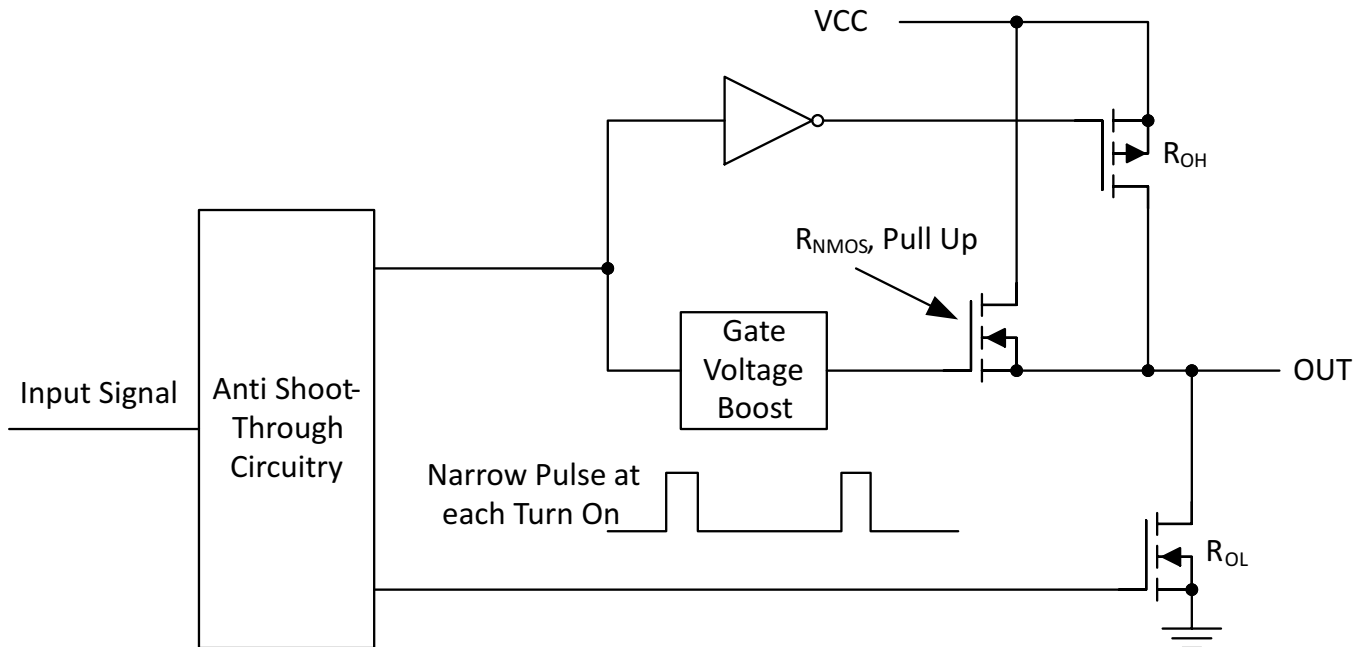 VCC
R_OH
R_NMOS, Pull Up
Gate
Voltage
Boost
OUT
Input Signal
Anti Shoot-
Through
Circuitry
Narrow Pulse at
each Turn On
R_OL